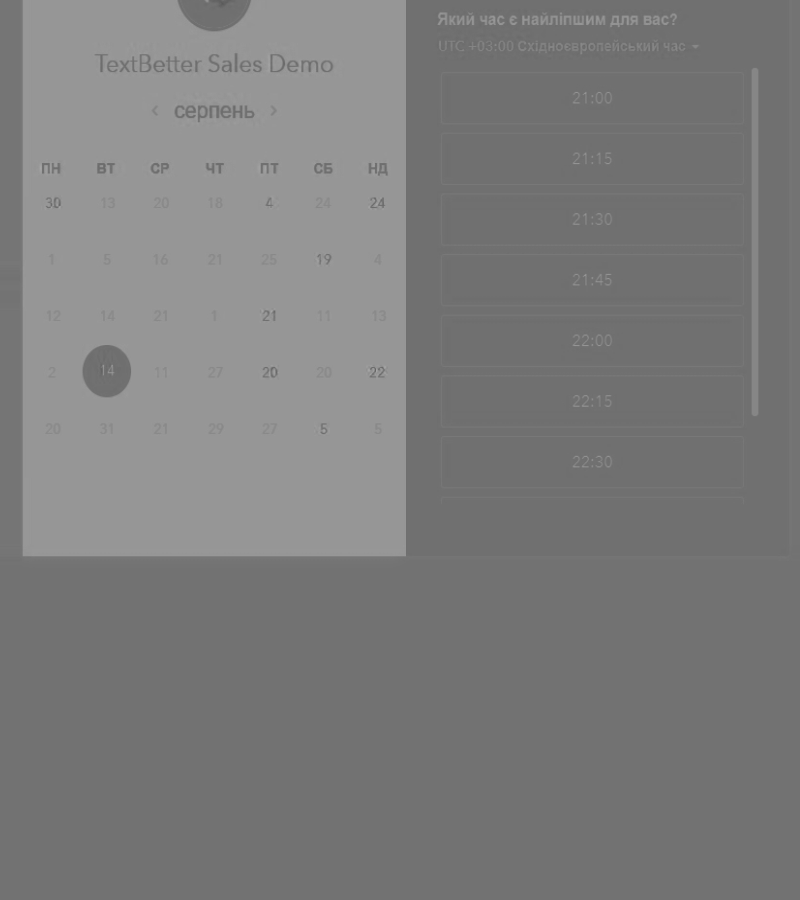 TextBetter Sales Demo
‹ серпень ›
ПН ВТ СР ЧТ ПТ СБ НД
30 13 20 18 4 24 24
1 5 16 21 25 19 4
12 14 21 1 21 11 13
2 14 11 27 20 20 22
20 31 21 29 27 5 5
Який час є найліпшим для вас?
UTC +03:00 Східноєвропейський час
21:00
21:15
21:30
21:45
22:00
22:15
22:30